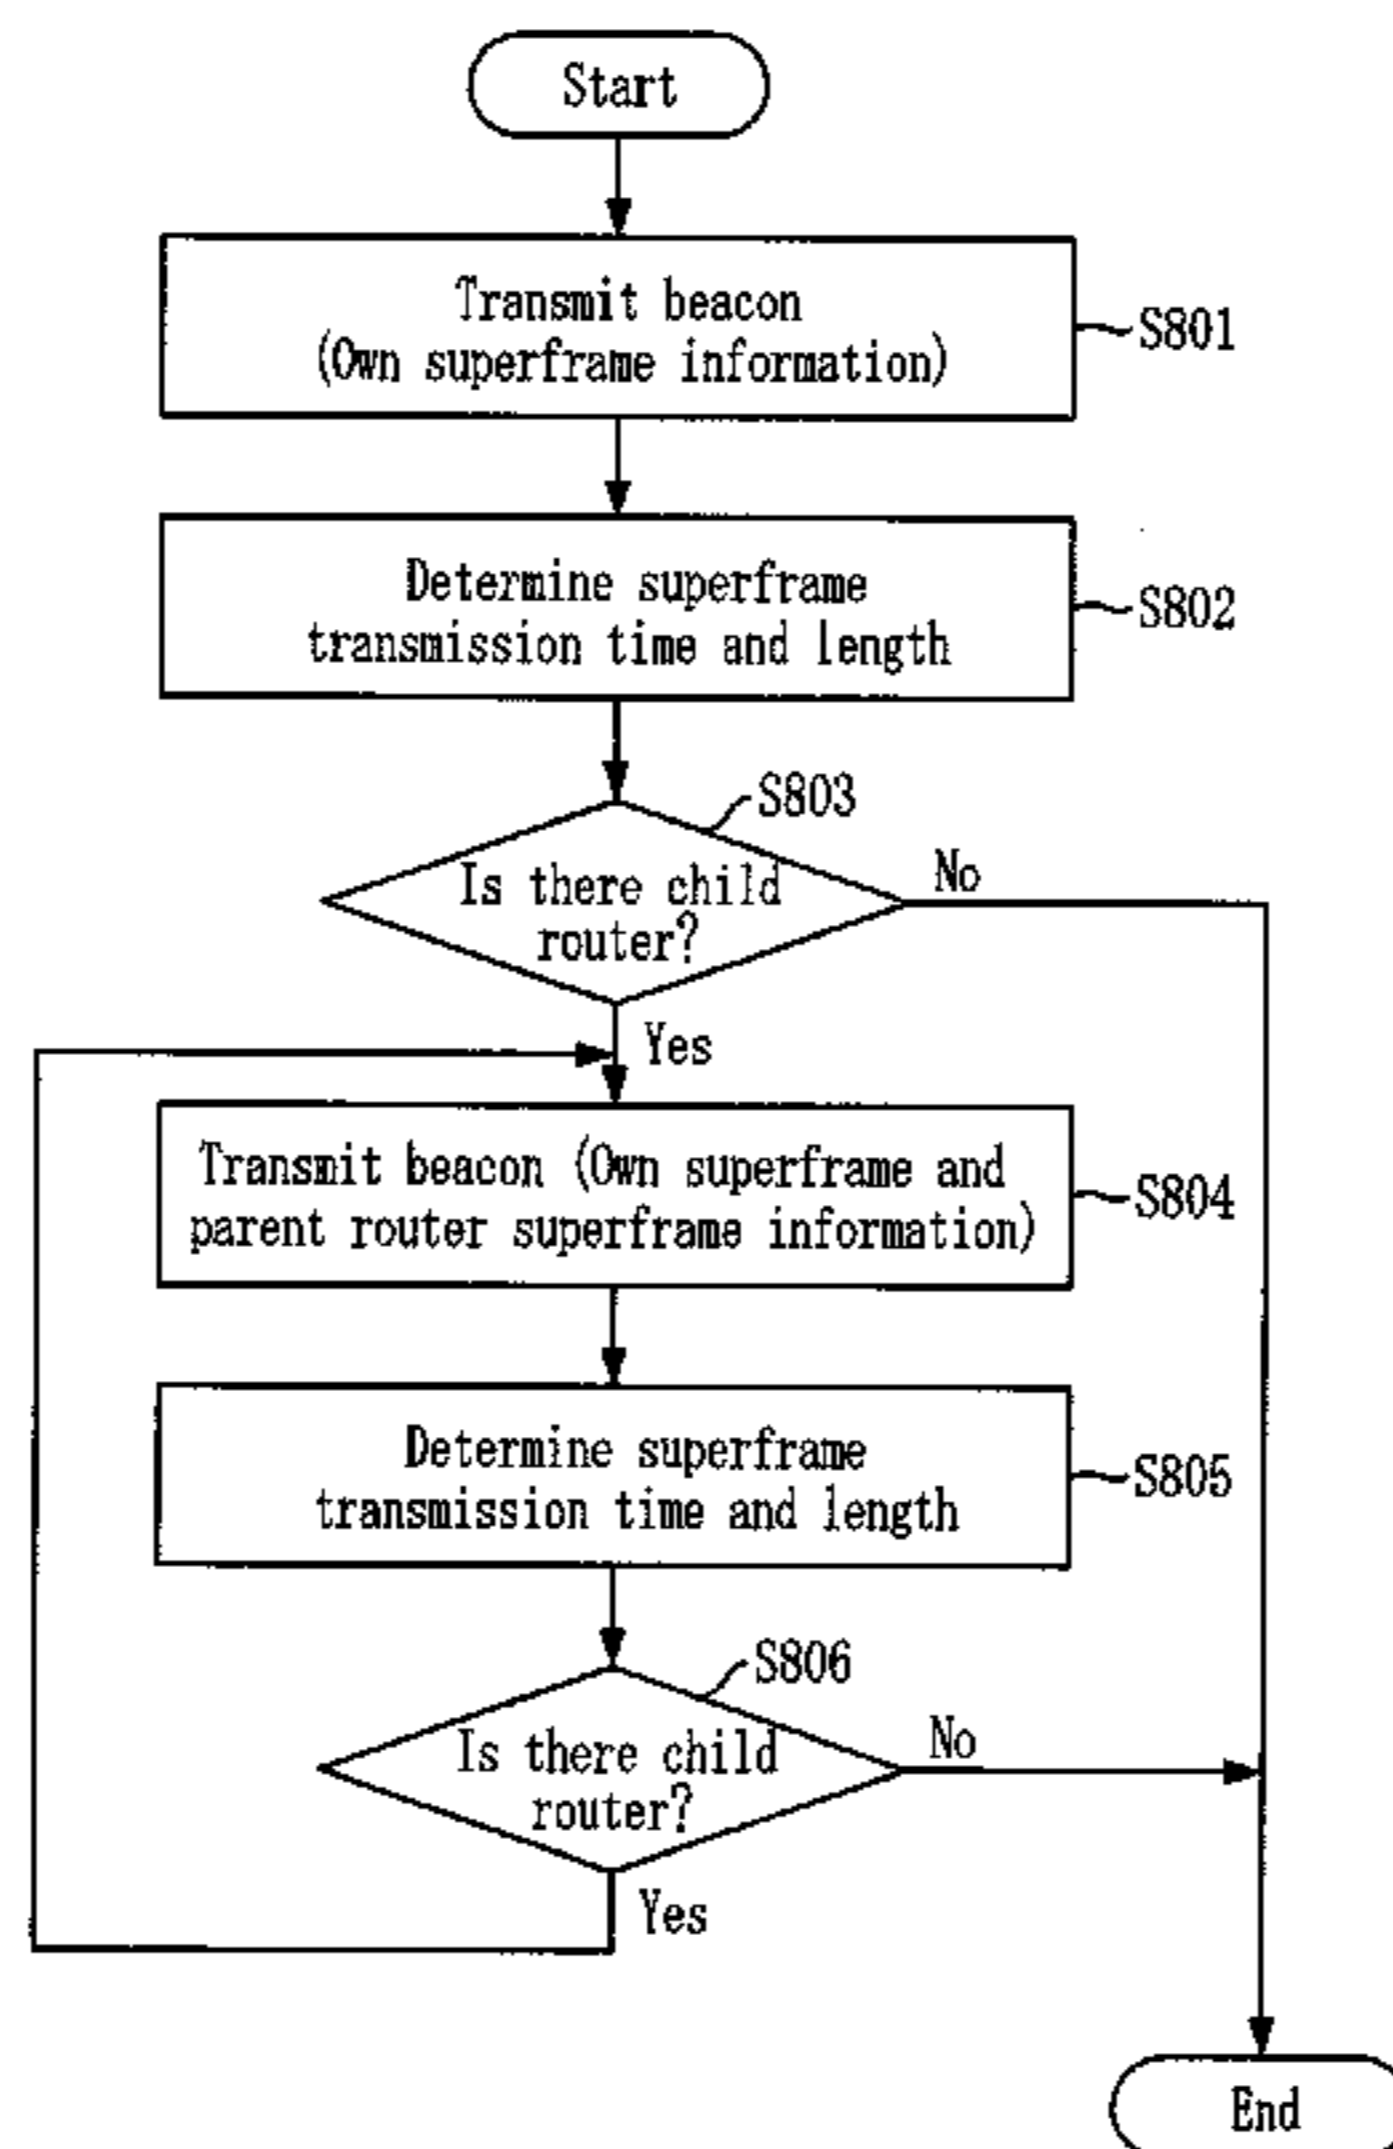 Start
Transmit beacon
(Own superframe information)
S801
Determine superframe
transmission time and length
S802
S803
Is there child
router?
No
Yes
Transmit beacon (Own superframe and
parent router superframe information)
S804
Determine superframe
transmission time and length
S805
S806
Is there child
router?
No
Yes
End